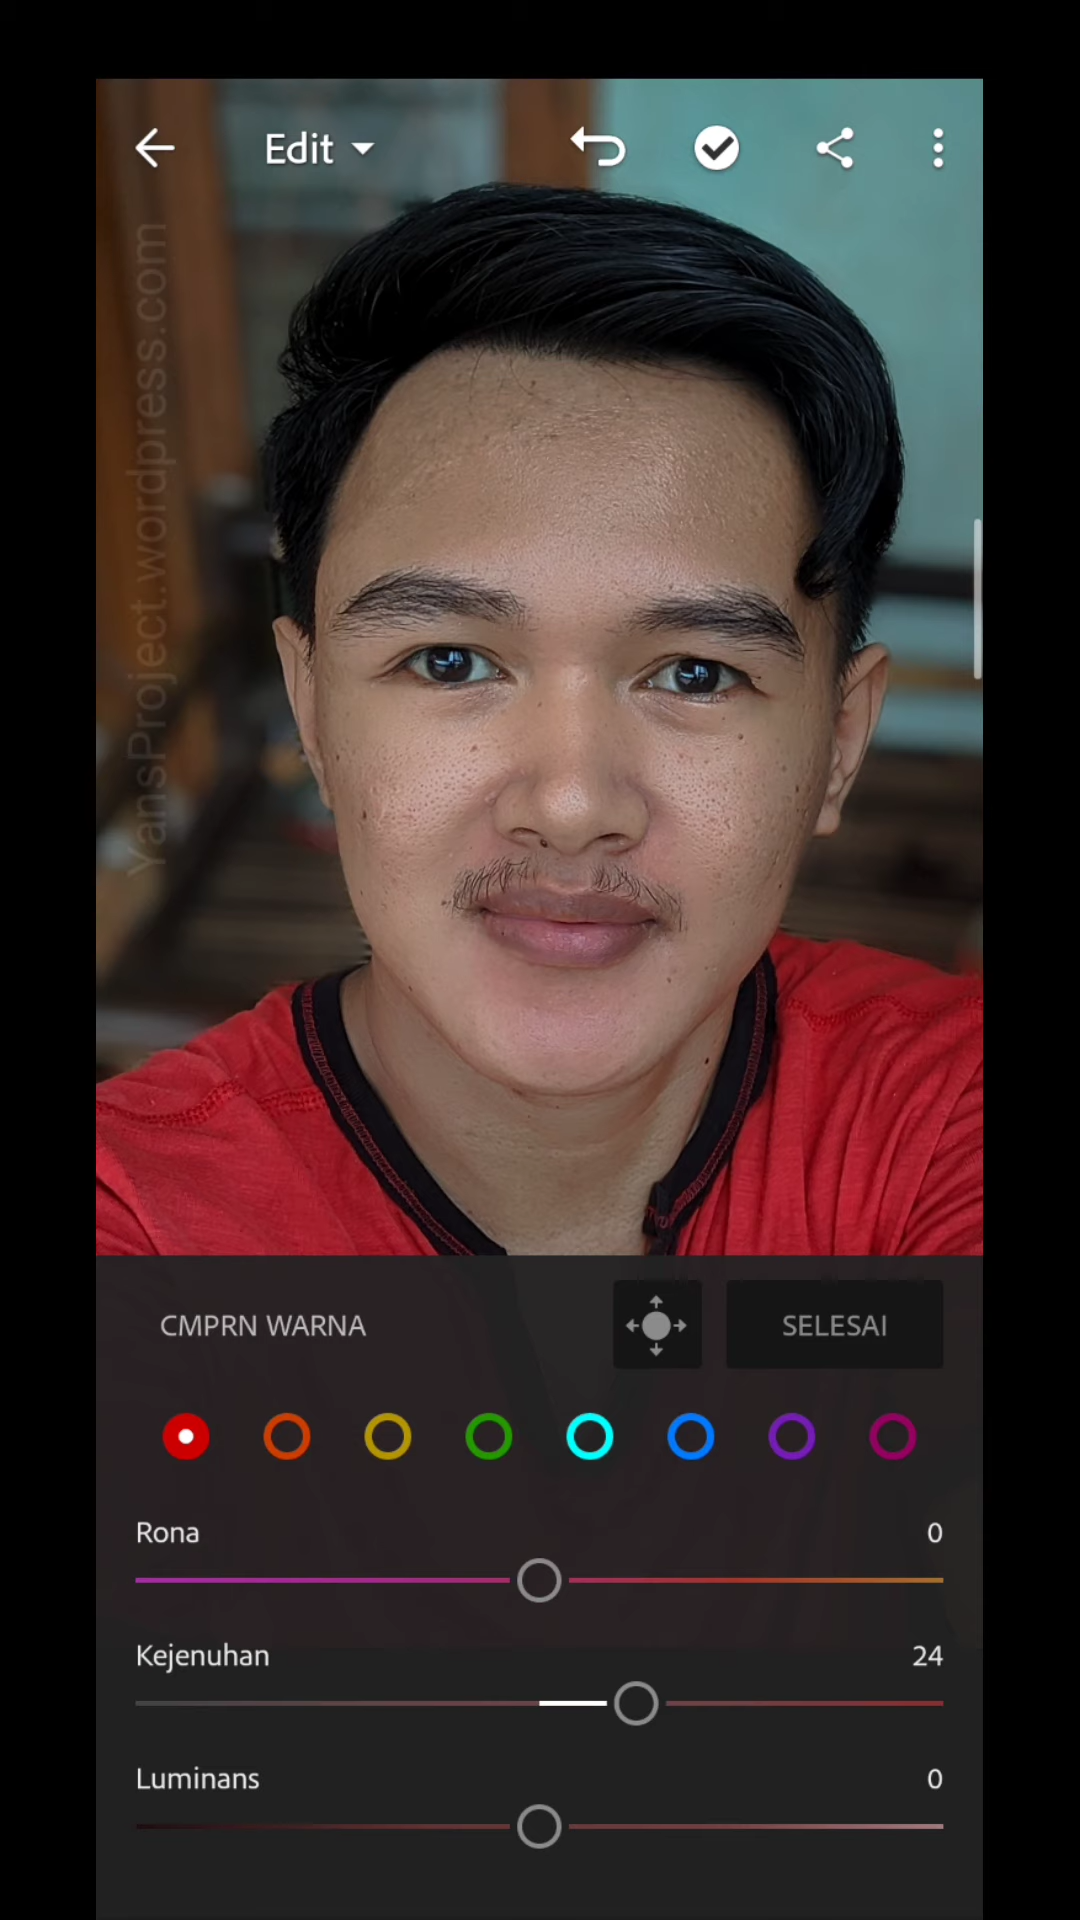 Edit
YansProject.wordpress.com
CMPRN WARNA
SELESAI
Rona 0
Kejenuhan 24
Luminans 0